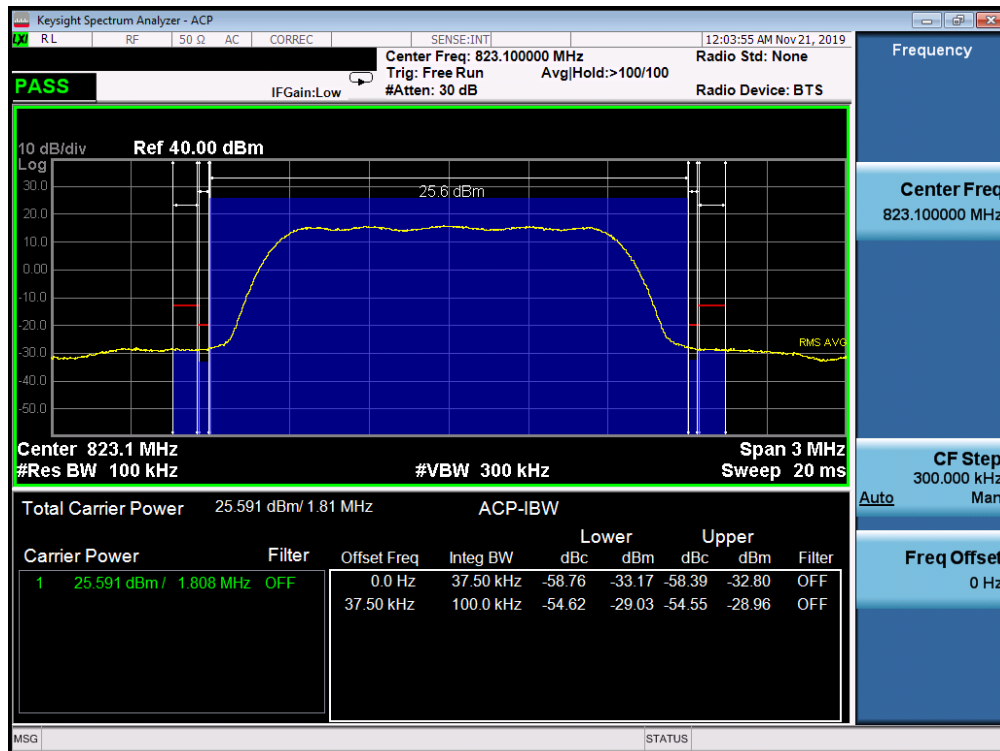 Keysight Spectrum Analyzer - ACP
LXI RL RF 50 Ω AC CORREC SENSE:INT 12:03:55 AM Nov 21, 2019
Center Freq: 823.100000 MHz Radio Std: None
Trig: Free Run Avg|Hold:>100/100
PASS IFGain:Low #Atten: 30 dB Radio Device: BTS
10 dB/div Ref 40.00 dBm
Log
30.0
20.0
10.0
0.00
-10.0
-20.0
-30.0
-40.0
-50.0
25.6 dBm
RMS AVG
Center 823.1 MHz Span 3 MHz
#Res BW 100 kHz #VBW 300 kHz Sweep 20 ms
Total Carrier Power 25.591 dBm/ 1.81 MHz ACP-IBW
Lower Upper
Carrier Power Filter Offset Freq Integ BW dBc dBm dBc dBm Filter
1 25.591 dBm / 1.808 MHz OFF 0.0 Hz 37.50 kHz -58.76 -33.17 -58.39 -32.80 OFF
37.50 kHz 100.0 kHz -54.62 -29.03 -54.55 -28.96 OFF
MSG STATUS
Frequency
Center Freq
823.100000 MHz
CF Step
300.000 kHz
Auto Man
Freq Offset
0 Hz